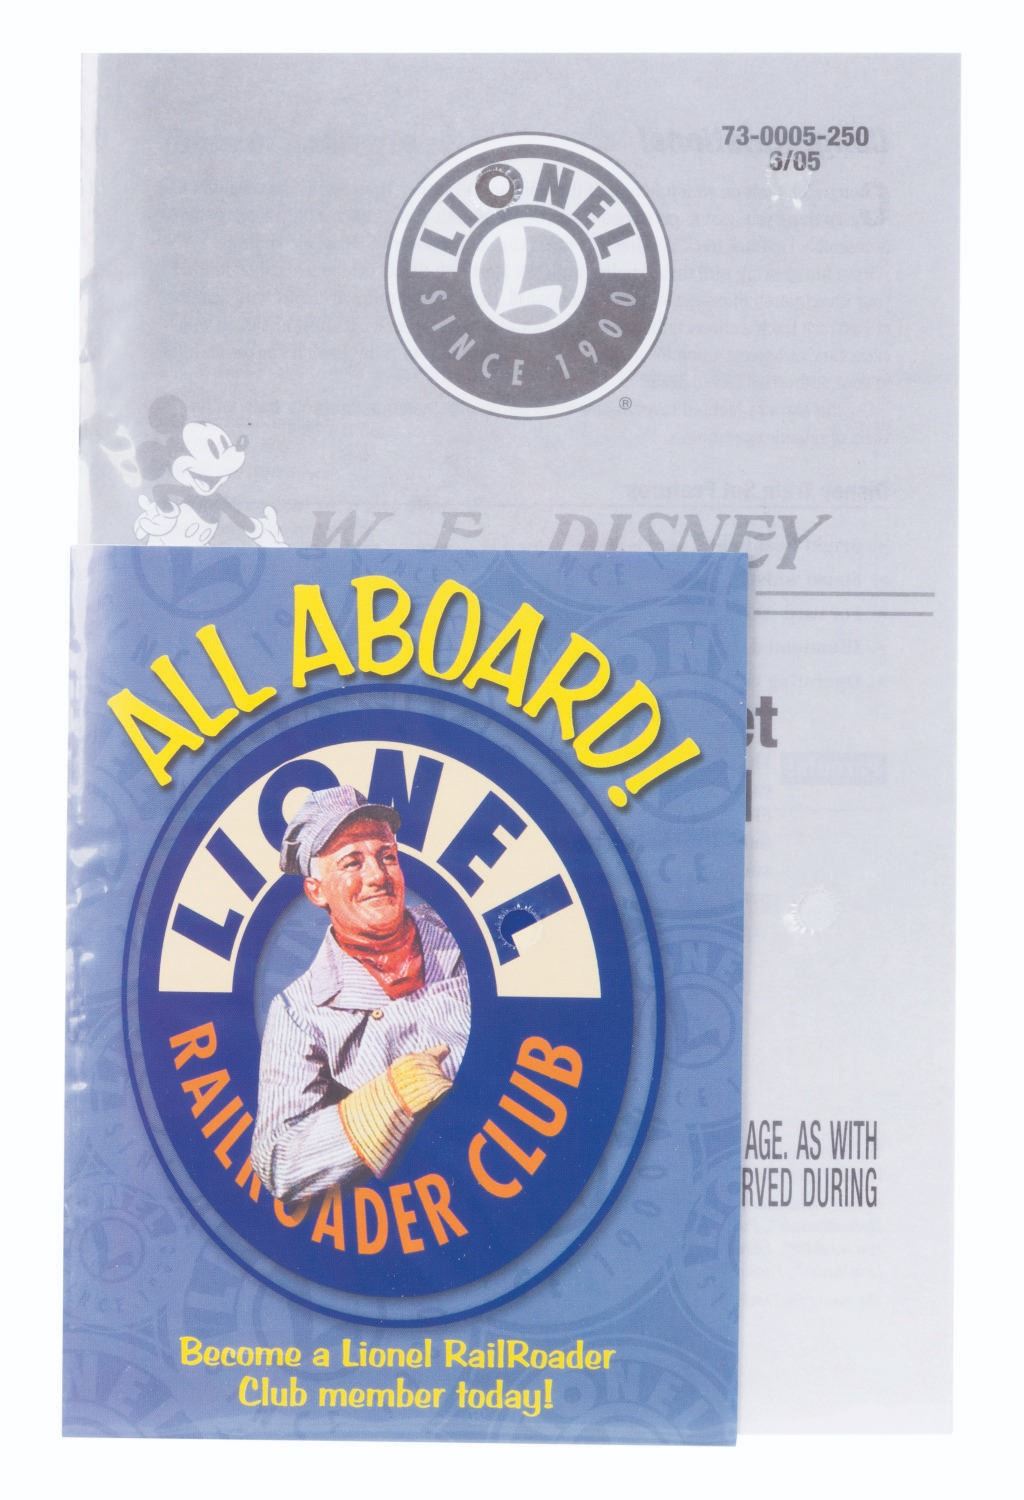 73-0005-250
6/05
LIONEL
L
SINCE 1900
®
W. E. DISNEY
ALL ABOARD!
LIONEL
RAILROADER CLUB
AGE. AS WITH
RVED DURING
Become a Lionel RailRoader
Club member today!